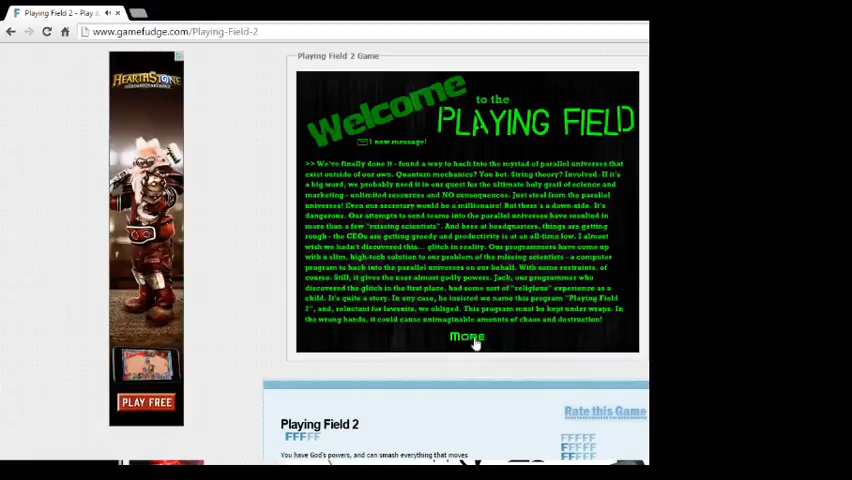 Playing Field 2 - Play
www.gamefudge.com/Playing-Field-2
Playing Field 2 Game
HEARTHSTONE
Welcome
to the
PLAYING FIELD
1 new message!
>> We've finally done it - found a way to hack into the myriad of parallel universes that
exist outside of our own. Quantum mechanics? You bet. String theory? Involved. If it's
a big word, we probably used it in our quest for the ultimate holy grail of science and
marketing - unlimited resources and NO consequences. Just steal from the parallel
universes! Even our secretary would be a millionaire! But there's a down-side. It's
dangerous. Our attempts to send teams into the parallel universes have resulted in
more than a few "missing scientists". And here at headquarters, things are getting
rough - the CEOs are getting greedy and productivity is at an all-time low. I almost
wish we hadn't discovered this... glitch in reality. Our programmers have come up
with a slim, high-tech solution to our problem of the missing scientists - a computer
program to hack into the parallel universes on our behalf. With some restraints, of
course. Still, it gives the user almost godly powers. Jack, our programmer who
discovered the glitch in the first place, had some sort of "religious" experience as a
child. It's quite a story. In any case, he insisted we name this program "Playing Field
2", and, reluctant for lawsuits, we obliged. This program must be kept under wraps. In
the wrong hands, it could cause unimaginable amounts of chaos and destruction!
MORE
PLAY FREE
Rate this Game
Playing Field 2
FFFFF
FFFFF
FFFFF
FFFFF
You have God's powers, and can smash everything that moves